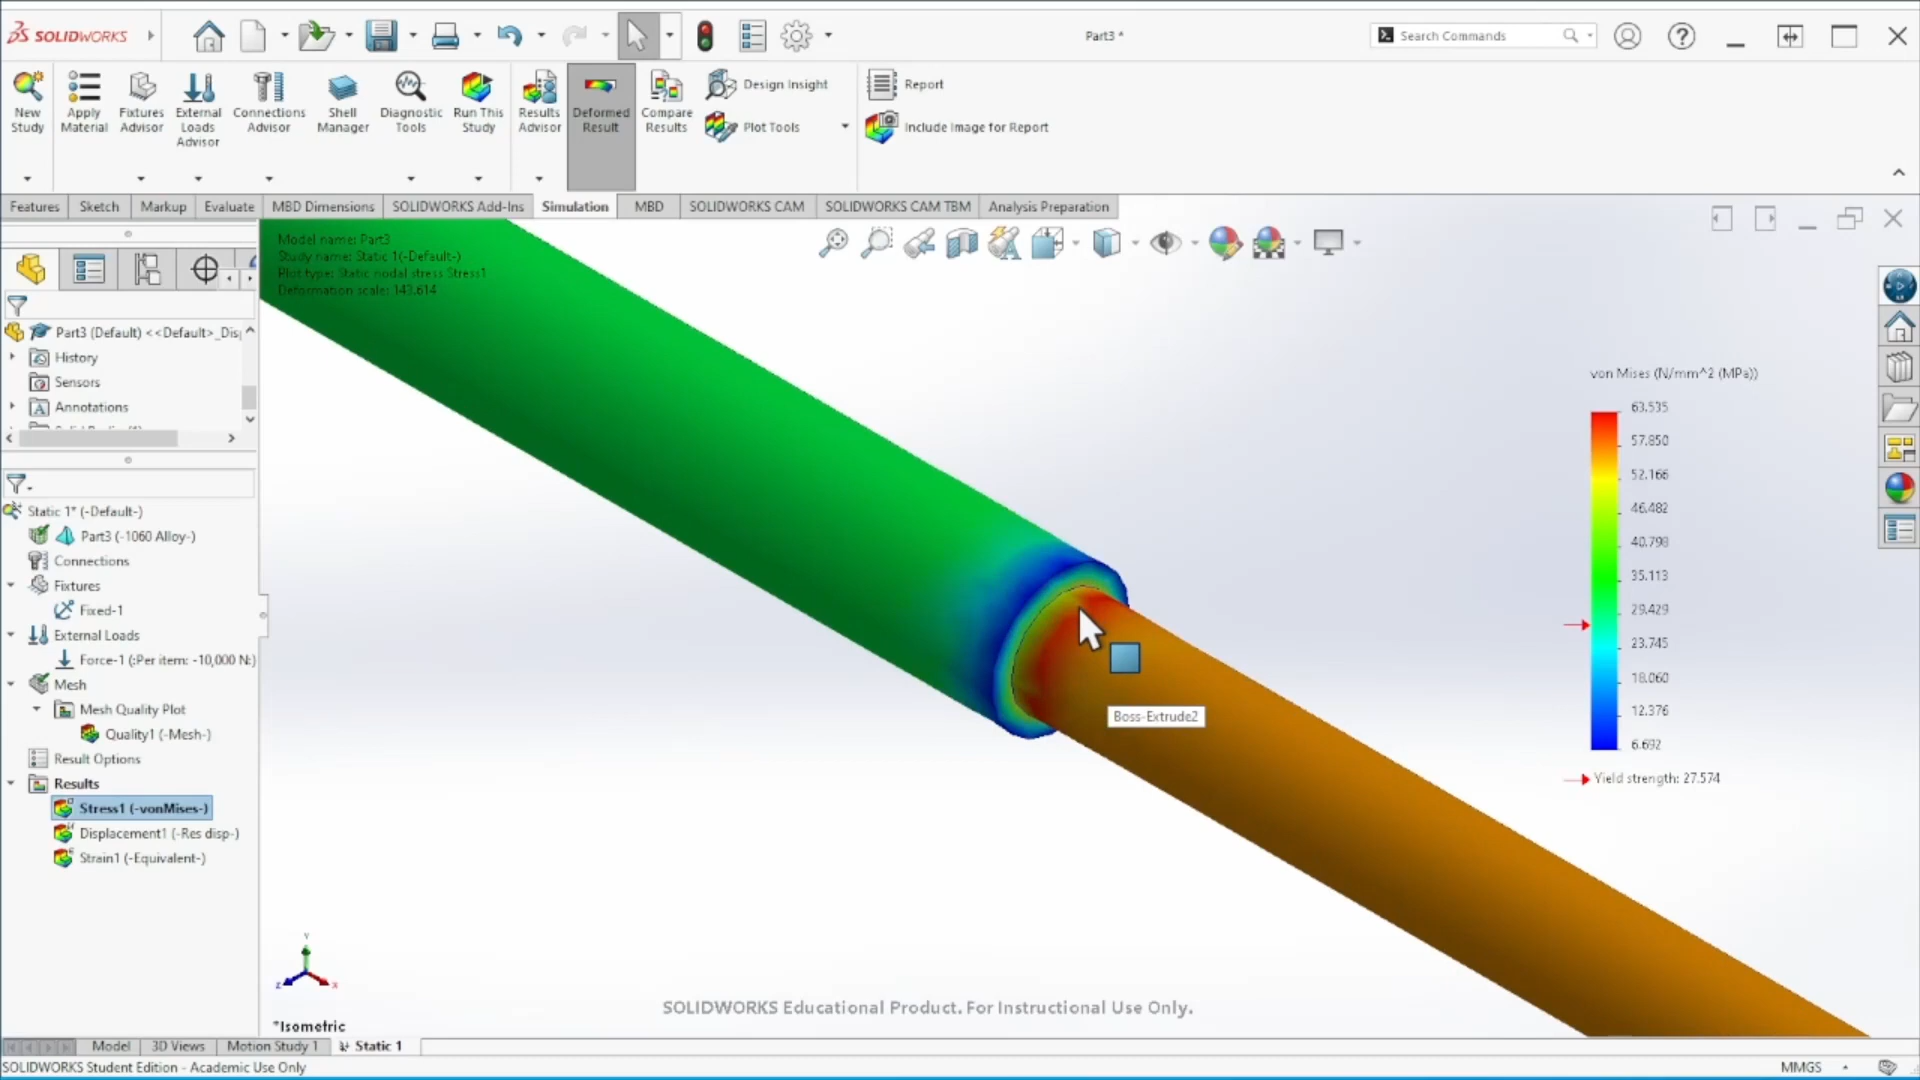 SOLIDWORKS
Part3 *
Search Commands
New Study
Apply Material
Fixtures Advisor
External Loads Advisor
Connections Advisor
Shell Manager
Diagnostic Tools
Run This Study
Results Advisor
Deformed Result
Compare Results
Design Insight
Plot Tools
Report
Include Image for Report
Features
Sketch
Markup
Evaluate
MBD Dimensions
SOLIDWORKS Add-Ins
Simulation
MBD
SOLIDWORKS CAM
SOLIDWORKS CAM TBM
Analysis Preparation
Model name: Part3
Study name: Static 1(-Default-)
Plot type: Static nodal stress Stress1
Deformation scale: 143.614
Part3 (Default) <<Default>_Dis
History
Sensors
Annotations
Static 1* (-Default-)
Part3 (-1060 Alloy-)
Connections
Fixtures
Fixed-1
External Loads
Force-1 (:Per item: -10,000 N:)
Mesh
Mesh Quality Plot
Quality1 (-Mesh-)
Result Options
Results
Stress1 (-vonMises-)
Displacement1 (-Res disp-)
Strain1 (-Equivalent-)
von Mises (N/mm^2 (MPa))
63.535
57.850
52.166
46.482
40.798
35.113
29.429
23.745
18.060
12.376
6.692
Yield strength: 27.574
Boss-Extrude2
Y
Z
X
SOLIDWORKS Educational Product. For Instructional Use Only.
*Isometric
Model
3D Views
Motion Study 1
Static 1
SOLIDWORKS Student Edition - Academic Use Only
MMGS